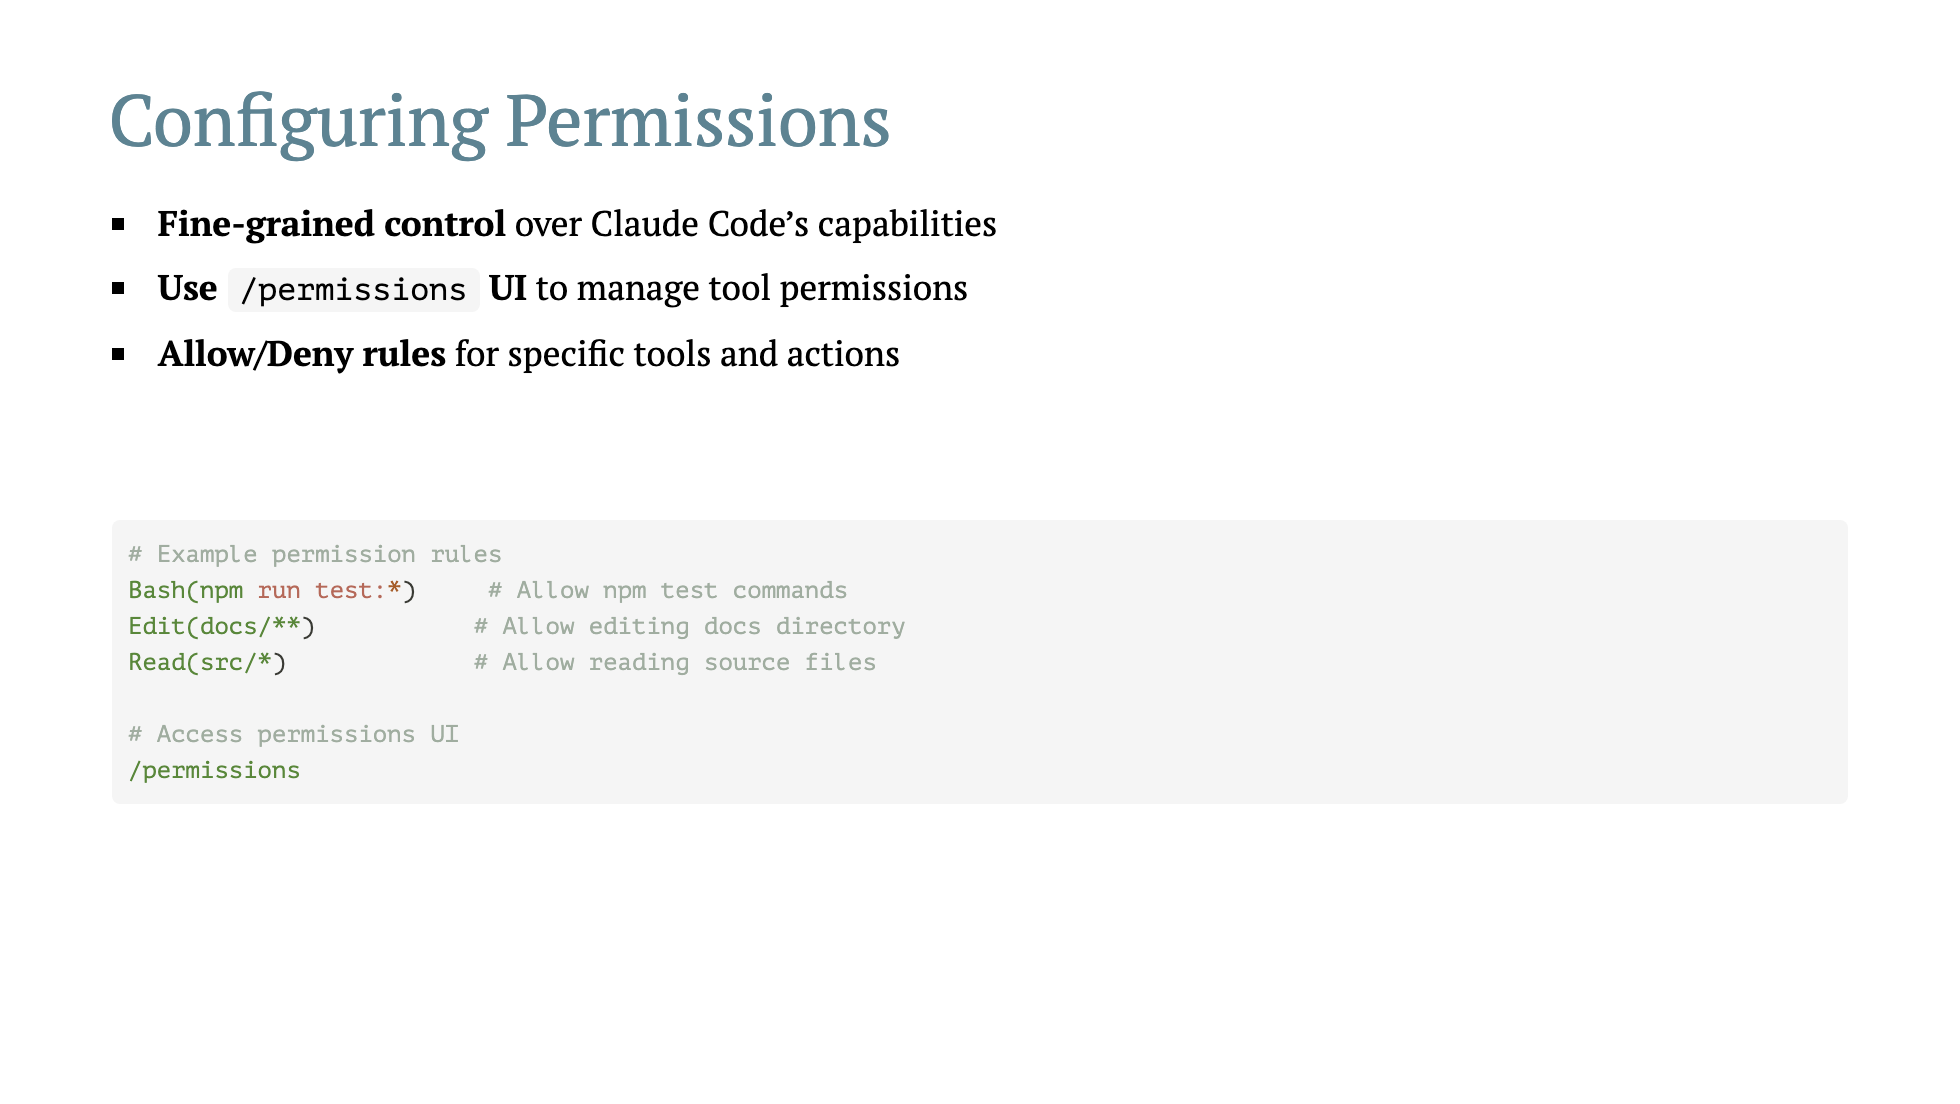 Configuring Permissions
▪ Fine-grained control over Claude Code’s capabilities
▪ Use /permissions UI to manage tool permissions
▪ Allow/Deny rules for specific tools and actions
# Example permission rules
Bash(npm run test:*)     # Allow npm test commands
Edit(docs/**)           # Allow editing docs directory
Read(src/*)             # Allow reading source files
# Access permissions UI
/permissions